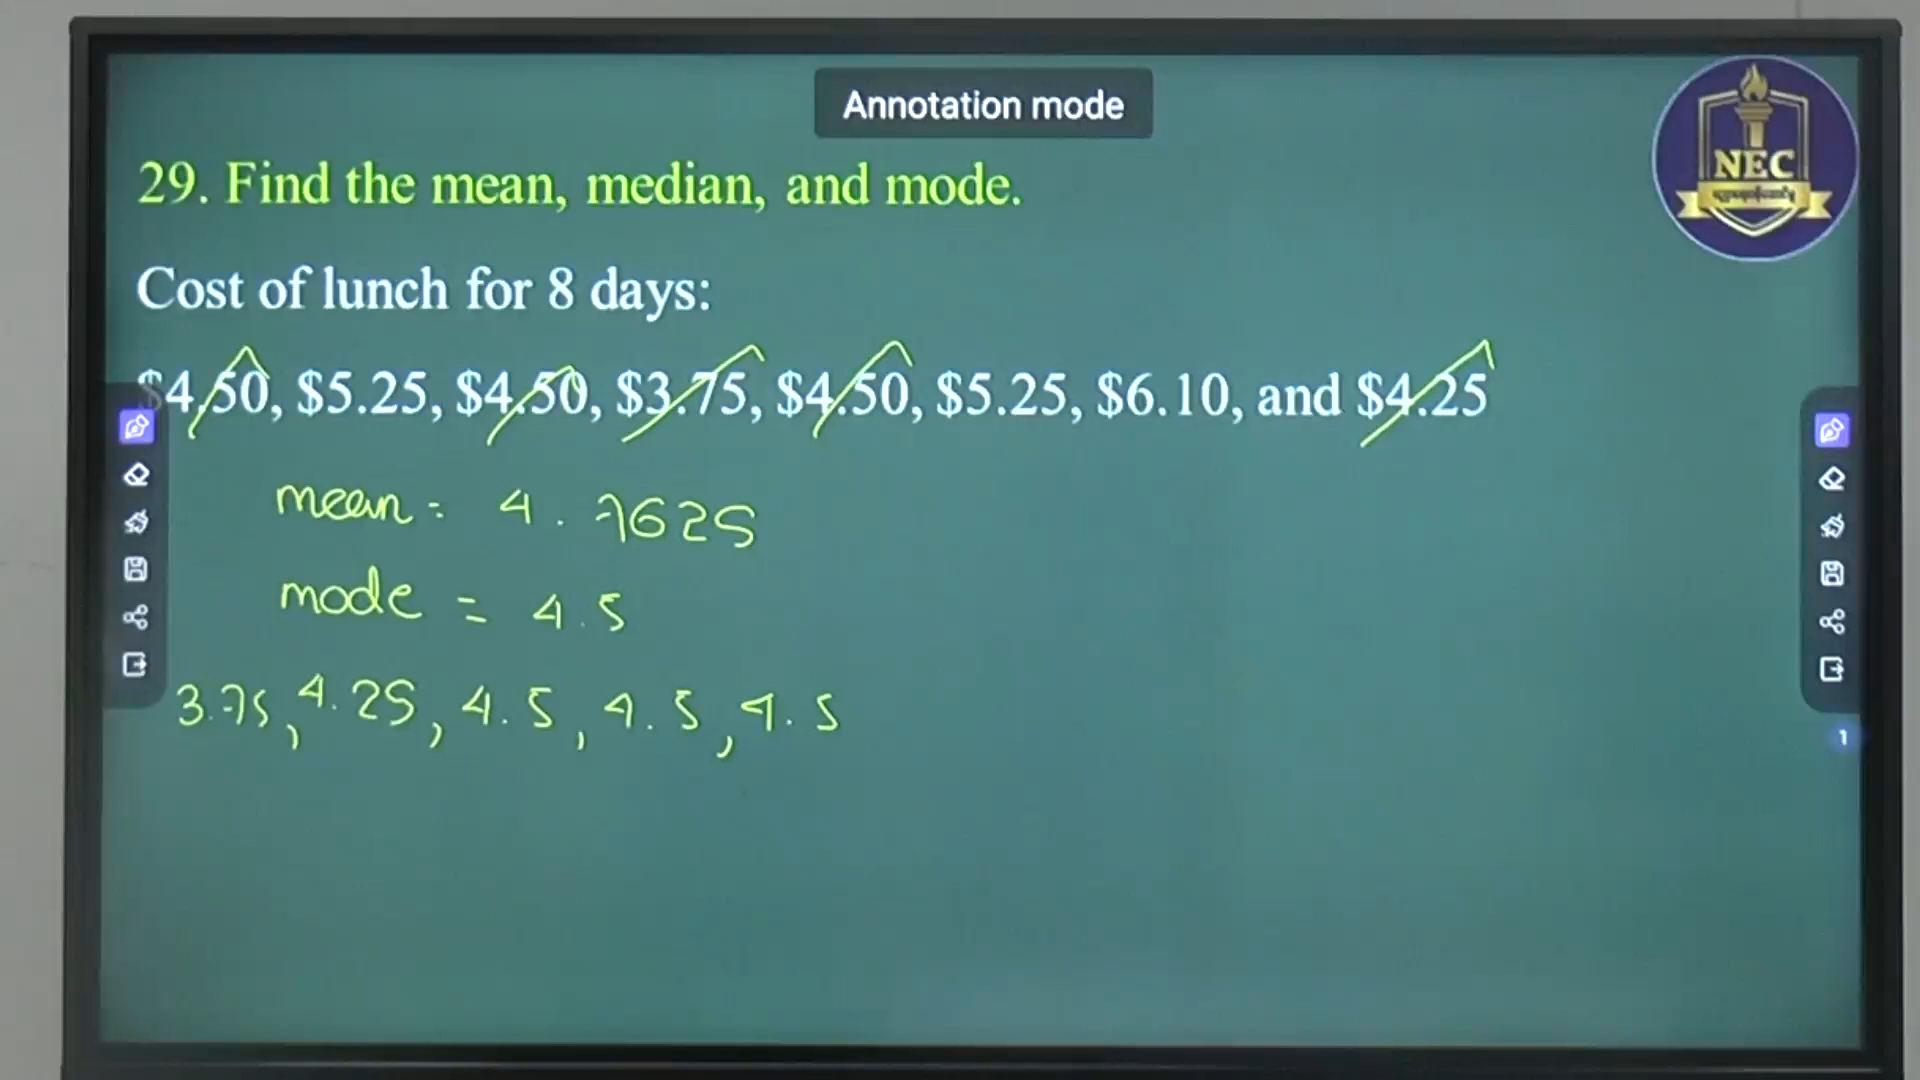 Annotation mode
NEC
29. Find the mean, median, and mode.
Cost of lunch for 8 days:
$4.50, $5.25, $4.50, $3.75, $4.50, $5.25, $6.10, and $4.25
mean = 4.7625
mode = 4.5
3.75, 4.25, 4.5, 4.5, 4.5
1